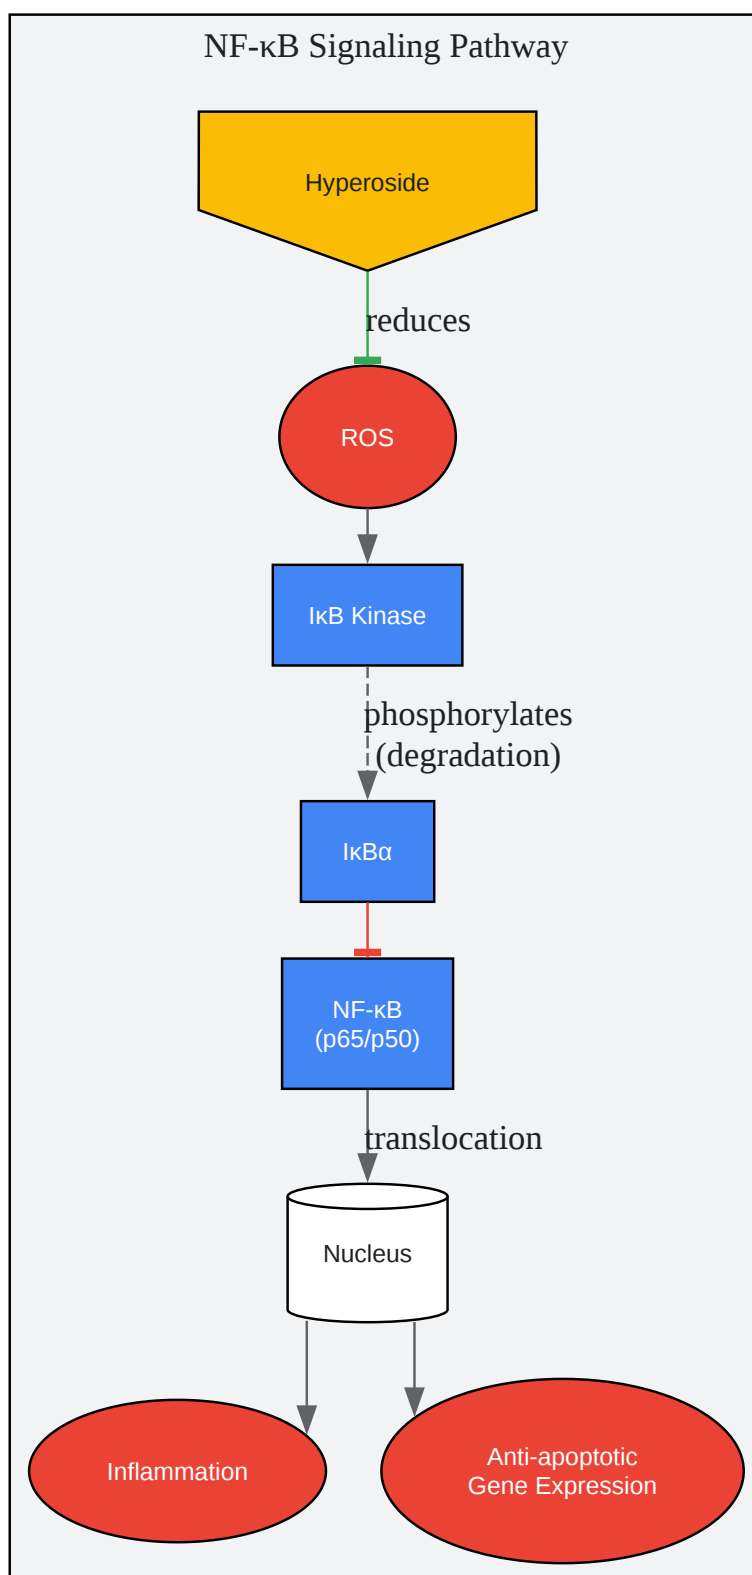 NF-κB Signaling Pathway
Hyperoside
reduces
ROS
IκB Kinase
phosphorylates
(degradation)
IκBα
NF-κB
(p65/p50)
translocation
Nucleus
Inflammation
Anti-apoptotic
Gene Expression